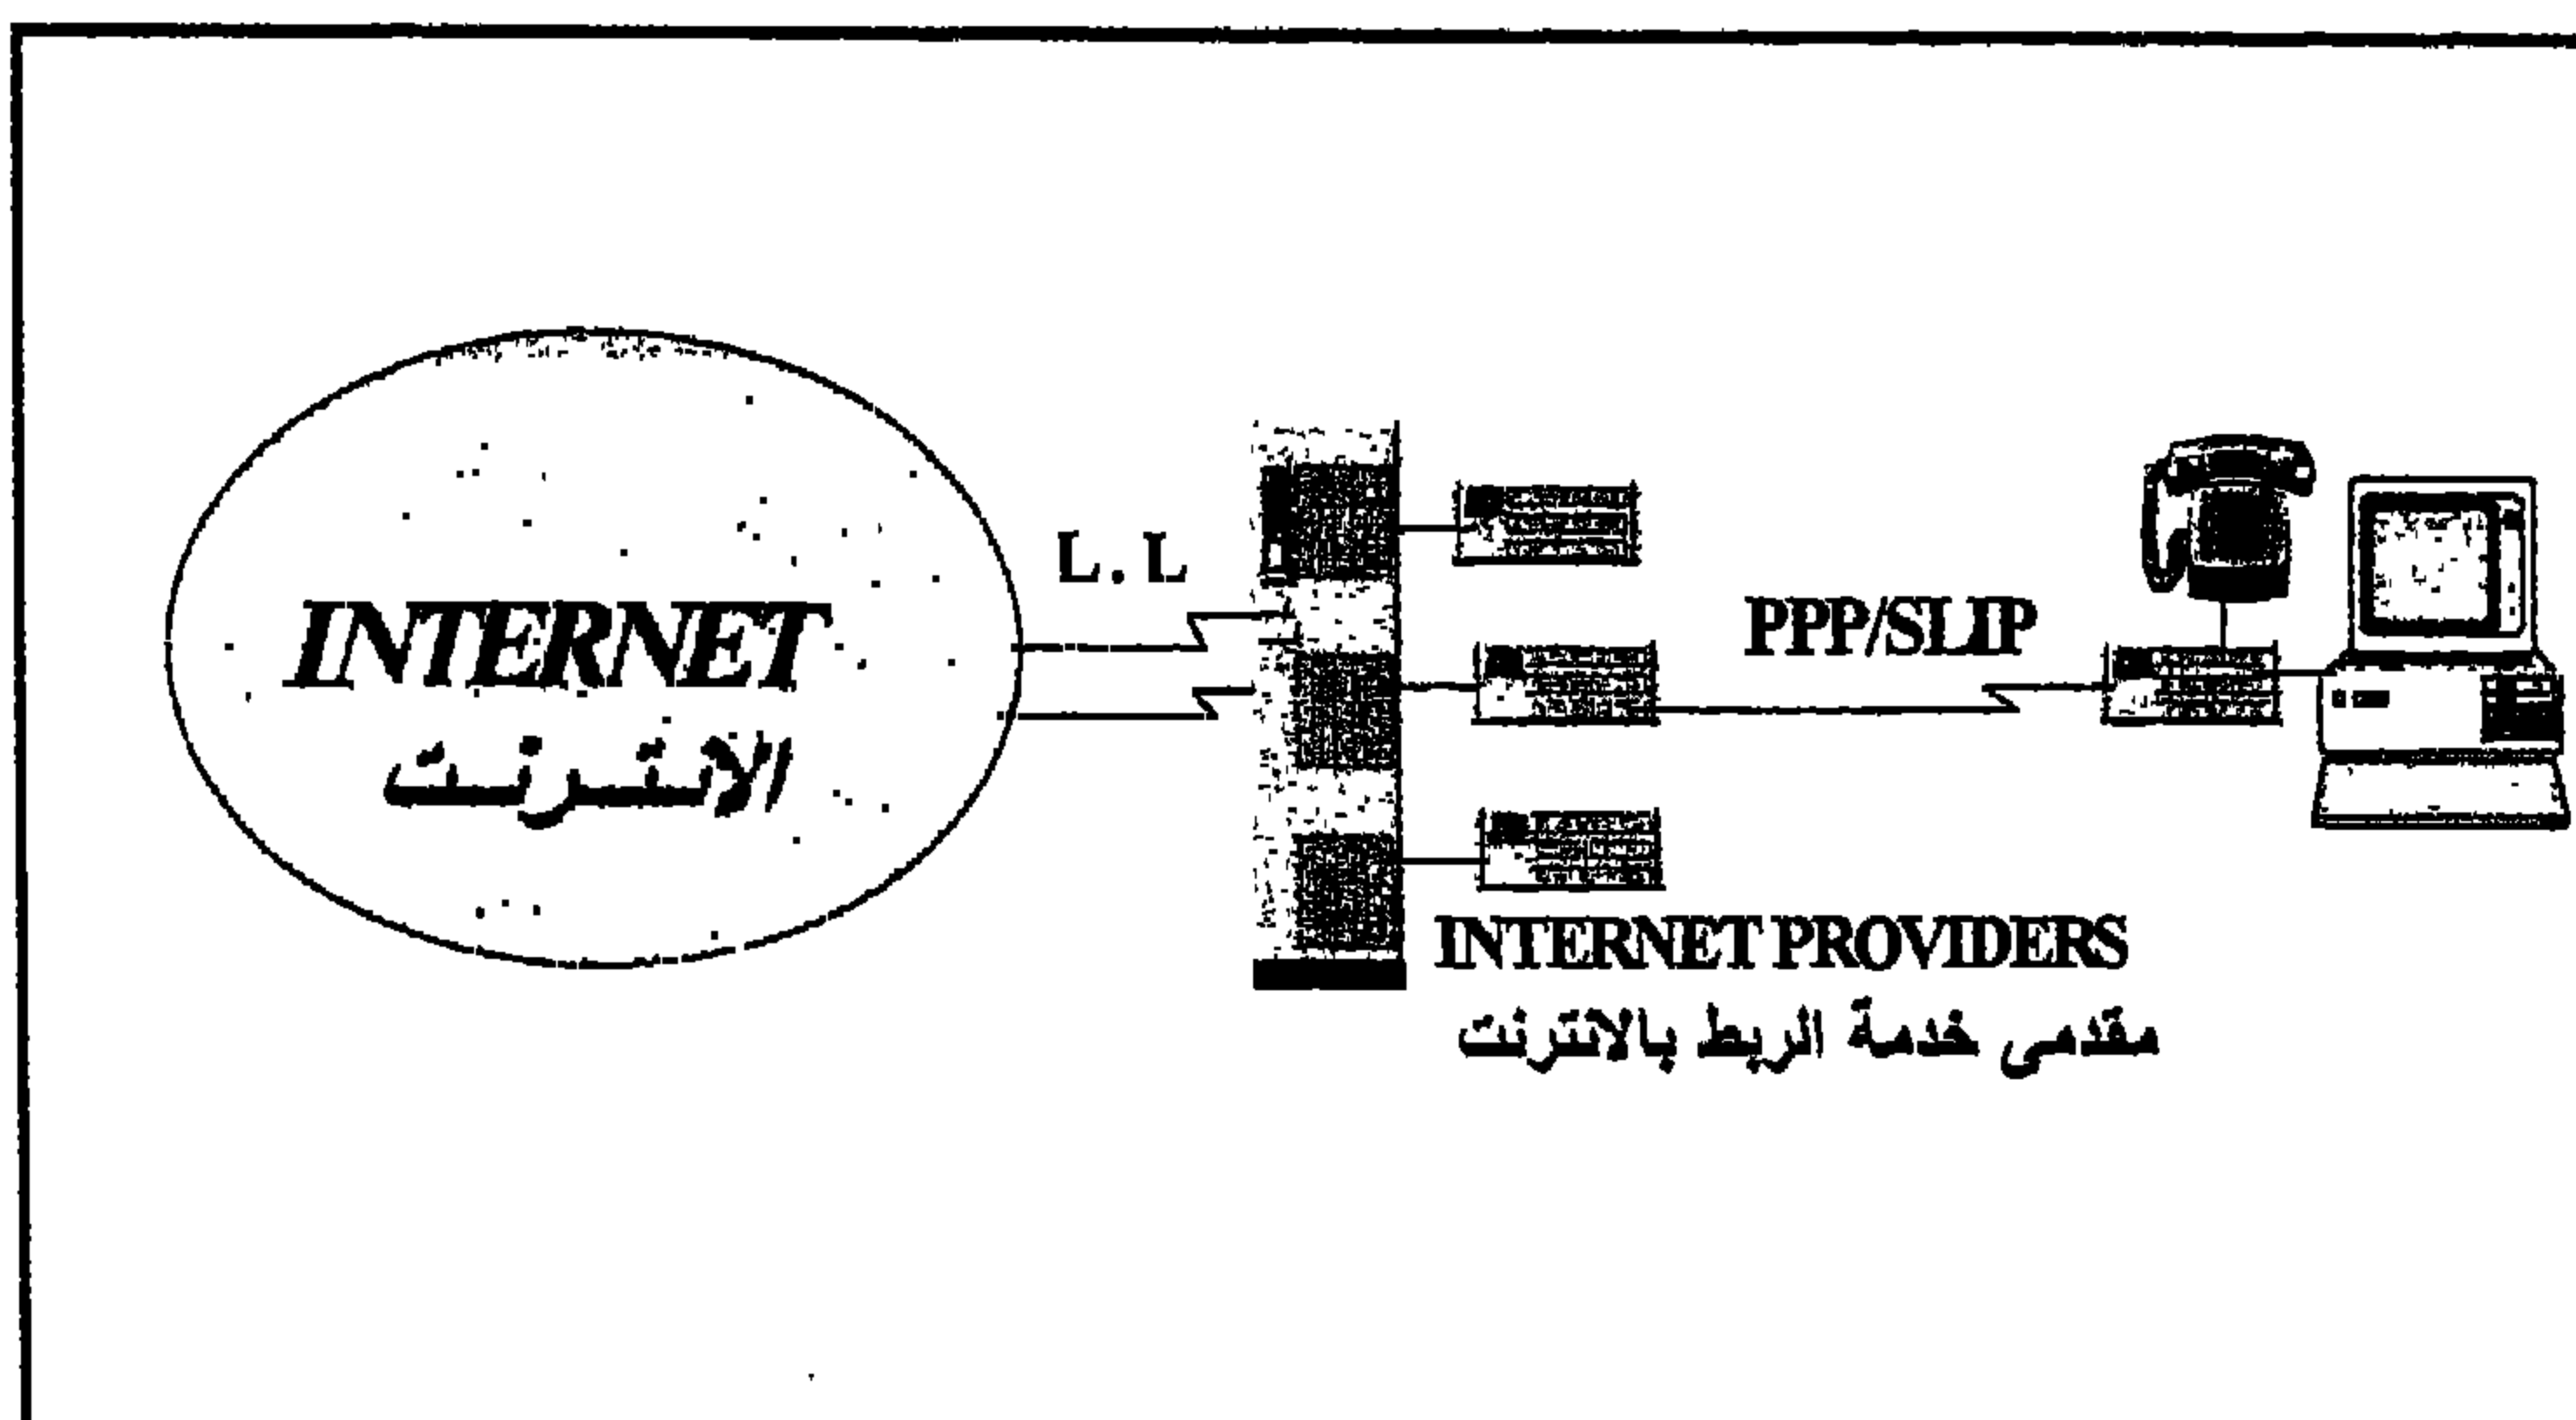 L.L
INTERNET
الانترنت
PPP/SLIP
INTERNET PROVIDERS
مقدمى خدمة الربط بالانترنت